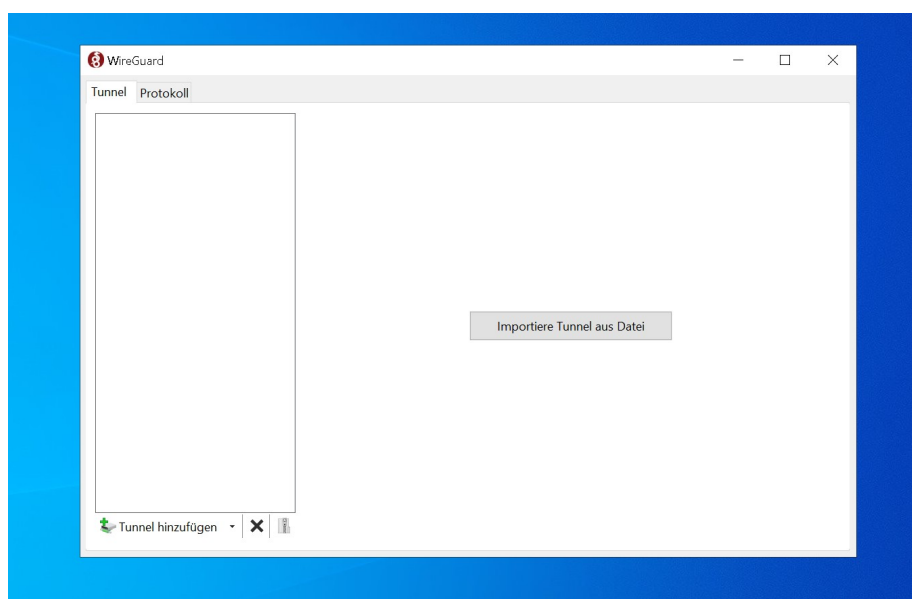 WireGuard
Tunnel Protokoll
Importiere Tunnel aus Datei
Tunnel hinzufügen